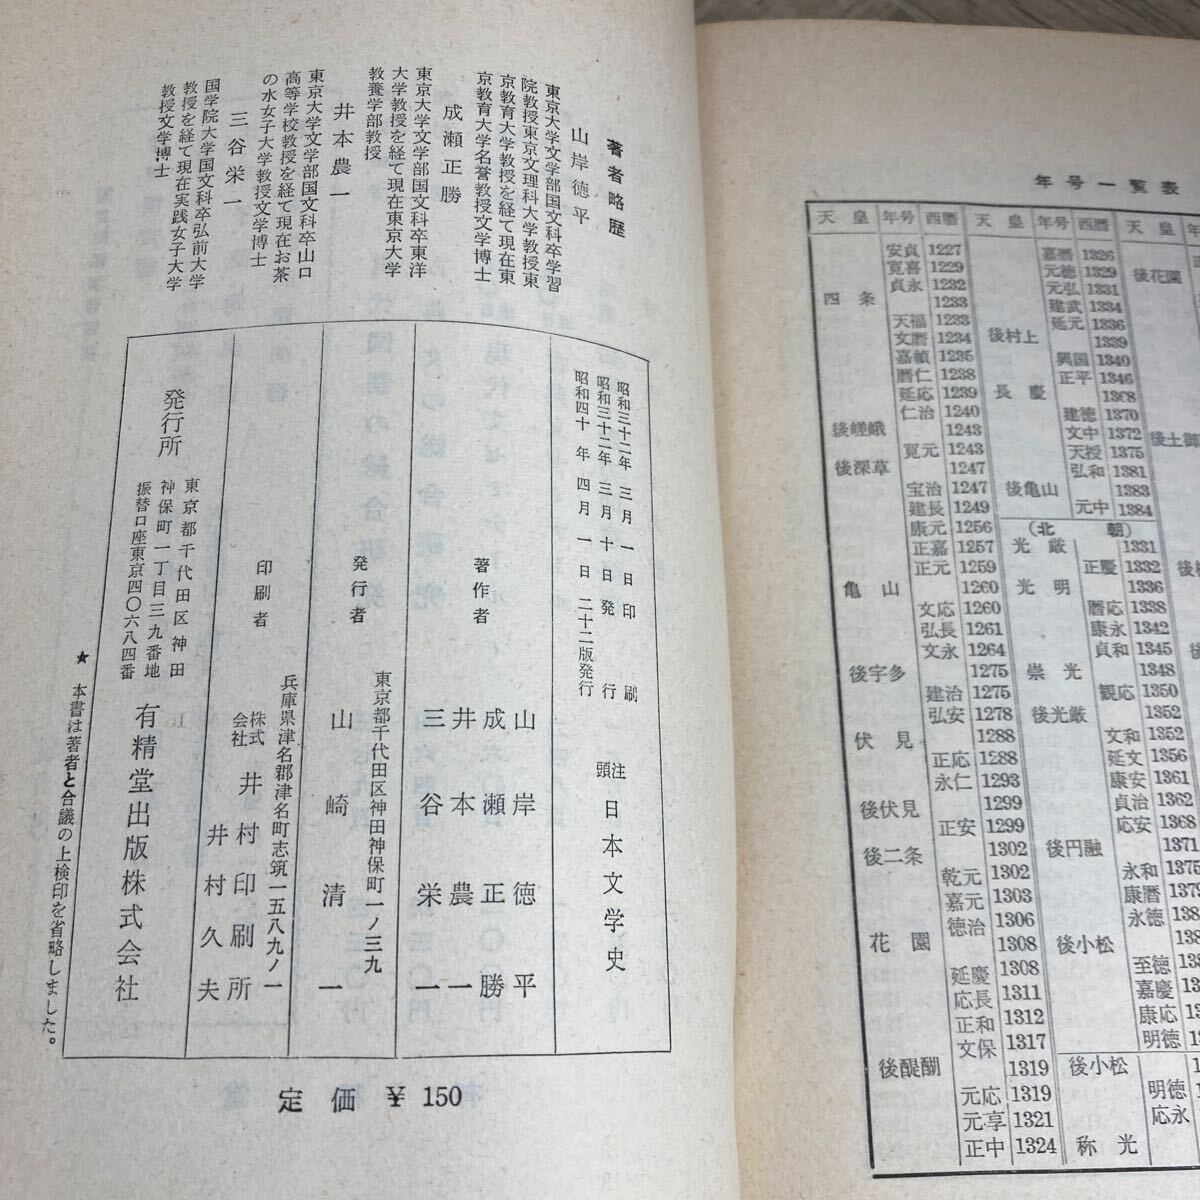 著者略歴
山岸徳平
東京大学文学部国文科卒学習
院教授東京文理科大学教授東
京教育大学教授を経て現在東
京教育大学名誉教授文学博士
成瀬正勝
東京大学文学部国文科卒東洋
大学教授を経て現在東京大学
教養学部教授
井本農一
東京大学文学部国文科卒山口
高等学校教授を経て現在お茶
の水女子大学教授文学博士
三谷栄一
国学院大学国文科卒弘前大学
教授を経て現在実践女子大学
教授文学博士
昭和三十二年三月一日印刷
昭和三十二年三月十日発行
昭和四十年四月一日二十二版発行
頭注 日本文学史
著作者
山岸徳平
成瀬正勝
井本農一
三谷栄一
東京都千代田区神田神保町一ノ三九
発行者 山崎清一
兵庫県津名郡津名町志筑一五八九ノ一
印刷者 株式会社 井村印刷所
井村久夫
発行所
東京都千代田区神田
神保町一丁目三九番地
振替口座東京四〇六八四番
有精堂出版株式会社
★本書は著者と合議の上検印を省略しました。
定価 ¥150
年号一覧表
天皇 年号 西暦 天皇 年号 西暦 天皇 年
安貞 1227
寛喜 1229
貞永 1232
四条 1233
天福 1233
文暦 1234
嘉禎 1235
暦仁 1238
延応 1239
仁治 1240
後嵯峨 1243
寛元 1243
後深草 1247
宝治 1247
建長 1249
康元 1256
正嘉 1257
正元 1259
亀山 1260
文応 1260
弘長 1261
文永 1264
後宇多 1275
建治 1275
弘安 1278
伏見 1288
正応 1288
永仁 1293
後伏見 1299
正安 1299
後二条 1302
乾元 1302
嘉元 1303
徳治 1306
花園 1308
延慶 1308
応長 1311
正和 1312
文保 1317
後醍醐 1319
元応 1319
元享 1321
正中 1324
嘉暦 1326
元徳 1329
元弘 1331
建武 1334
延元 1336
後村上 1339
興国 1340
正平 1346
長慶 1368
建徳 1370
文中 1372
天授 1375
弘和 1381
後亀山 1383
元中 1384
(北朝)
光厳 1331
正慶 1332
光明 1336
暦応 1338
康永 1342
貞和 1345
崇光 1348
観応 1350
後光厳 1352
文和 1352
延文 1356
康安 1361
貞治 1362
応安 1368
後円融 1371
永和 1375
康暦 1379
永徳 138
後小松 138
至徳 138
嘉慶 13
康応 13
明徳 1
後小松 1
明徳
応永
称光
後花園
後土御